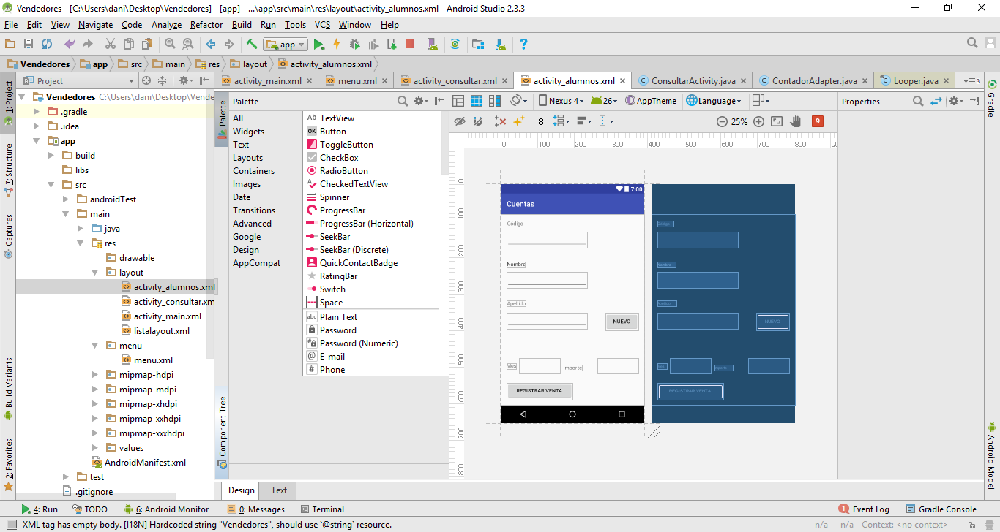 Vendedores - [C:\Users\dani\Desktop\Vendedores] - [app] - ...\app\src\main\res\layout\activity_alumnos.xml - Android Studio 2.3.3
File Edit View Navigate Code Analyze Refactor Build Run Tools VCS Window Help
app
Vendedores app src main res layout activity_alumnos.xml
Project activity_main.xml menu.xml activity_consultar.xml activity_alumnos.xml ConsultarActivity.java ContadorAdapter.java Looper.java 3
1: Project
7: Structure
Captures
Build Variants
2: Favorites
Vendedores C:\Users\dani\Desktop\Vende
.gradle
.idea
app
build
libs
src
androidTest
main
java
res
drawable
layout
activity_alumnos.xml
activity_consultar.xm
activity_main.xml
listalayout.xml
menu
menu.xml
mipmap-hdpi
mipmap-mdpi
mipmap-xhdpi
mipmap-xxhdpi
mipmap-xxxhdpi
values
AndroidManifest.xml
test
.gitignore
Palette
Component Tree
Palette
All
Widgets
Text
Layouts
Containers
Images
Date
Transitions
Advanced
Google
Design
AppCompat
Ab TextView
OK Button
ToggleButton
CheckBox
RadioButton
CheckedTextView
Spinner
ProgressBar
ProgressBar (Horizontal)
SeekBar
SeekBar (Discrete)
QuickContactBadge
RatingBar
Switch
Space
abc Plain Text
Password
Password (Numeric)
@ E-mail
# Phone
Nexus 4 26 AppTheme Language
8 25% 9
0 100 200 300 400 500 600 700 800 90
0
100
200
300
400
500
600
700
800
7:00
Cuentas
Código
Nombre
Apellido
NUEVO
Mes Importe
REGISTRAR VENTA
Código
Nombre
Apellido
NUEVO
Mes Importe
REGISTRAR VENTA
Properties
Gradle
Android Model
Design Text
4: Run TODO 6: Android Monitor 0: Messages Terminal 1 Event Log Gradle Console
XML tag has empty body. [I18N] Hardcoded string "Vendedores", should use `@string` resource. n/a n/a Context: <no context>